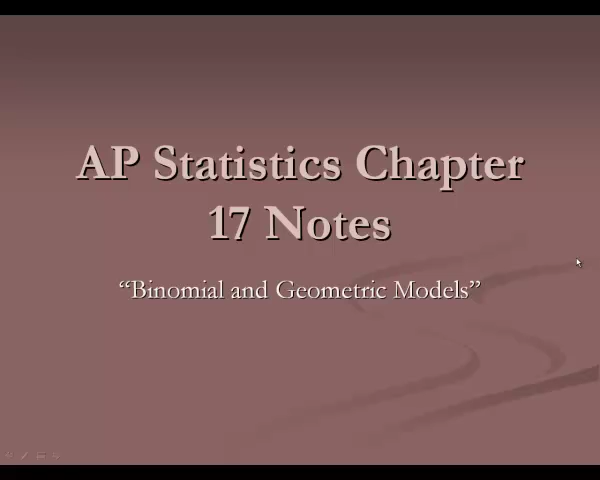 AP Statistics Chapter
17 Notes
“Binomial and Geometric Models”